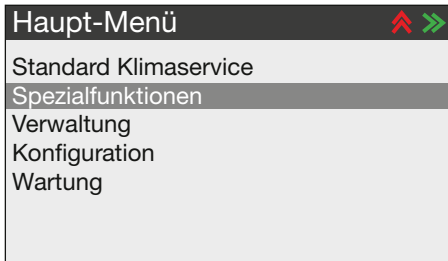 Haupt-Menü
Standard Klimaservice
Spezialfunktionen
Verwaltung
Konfiguration
Wartung